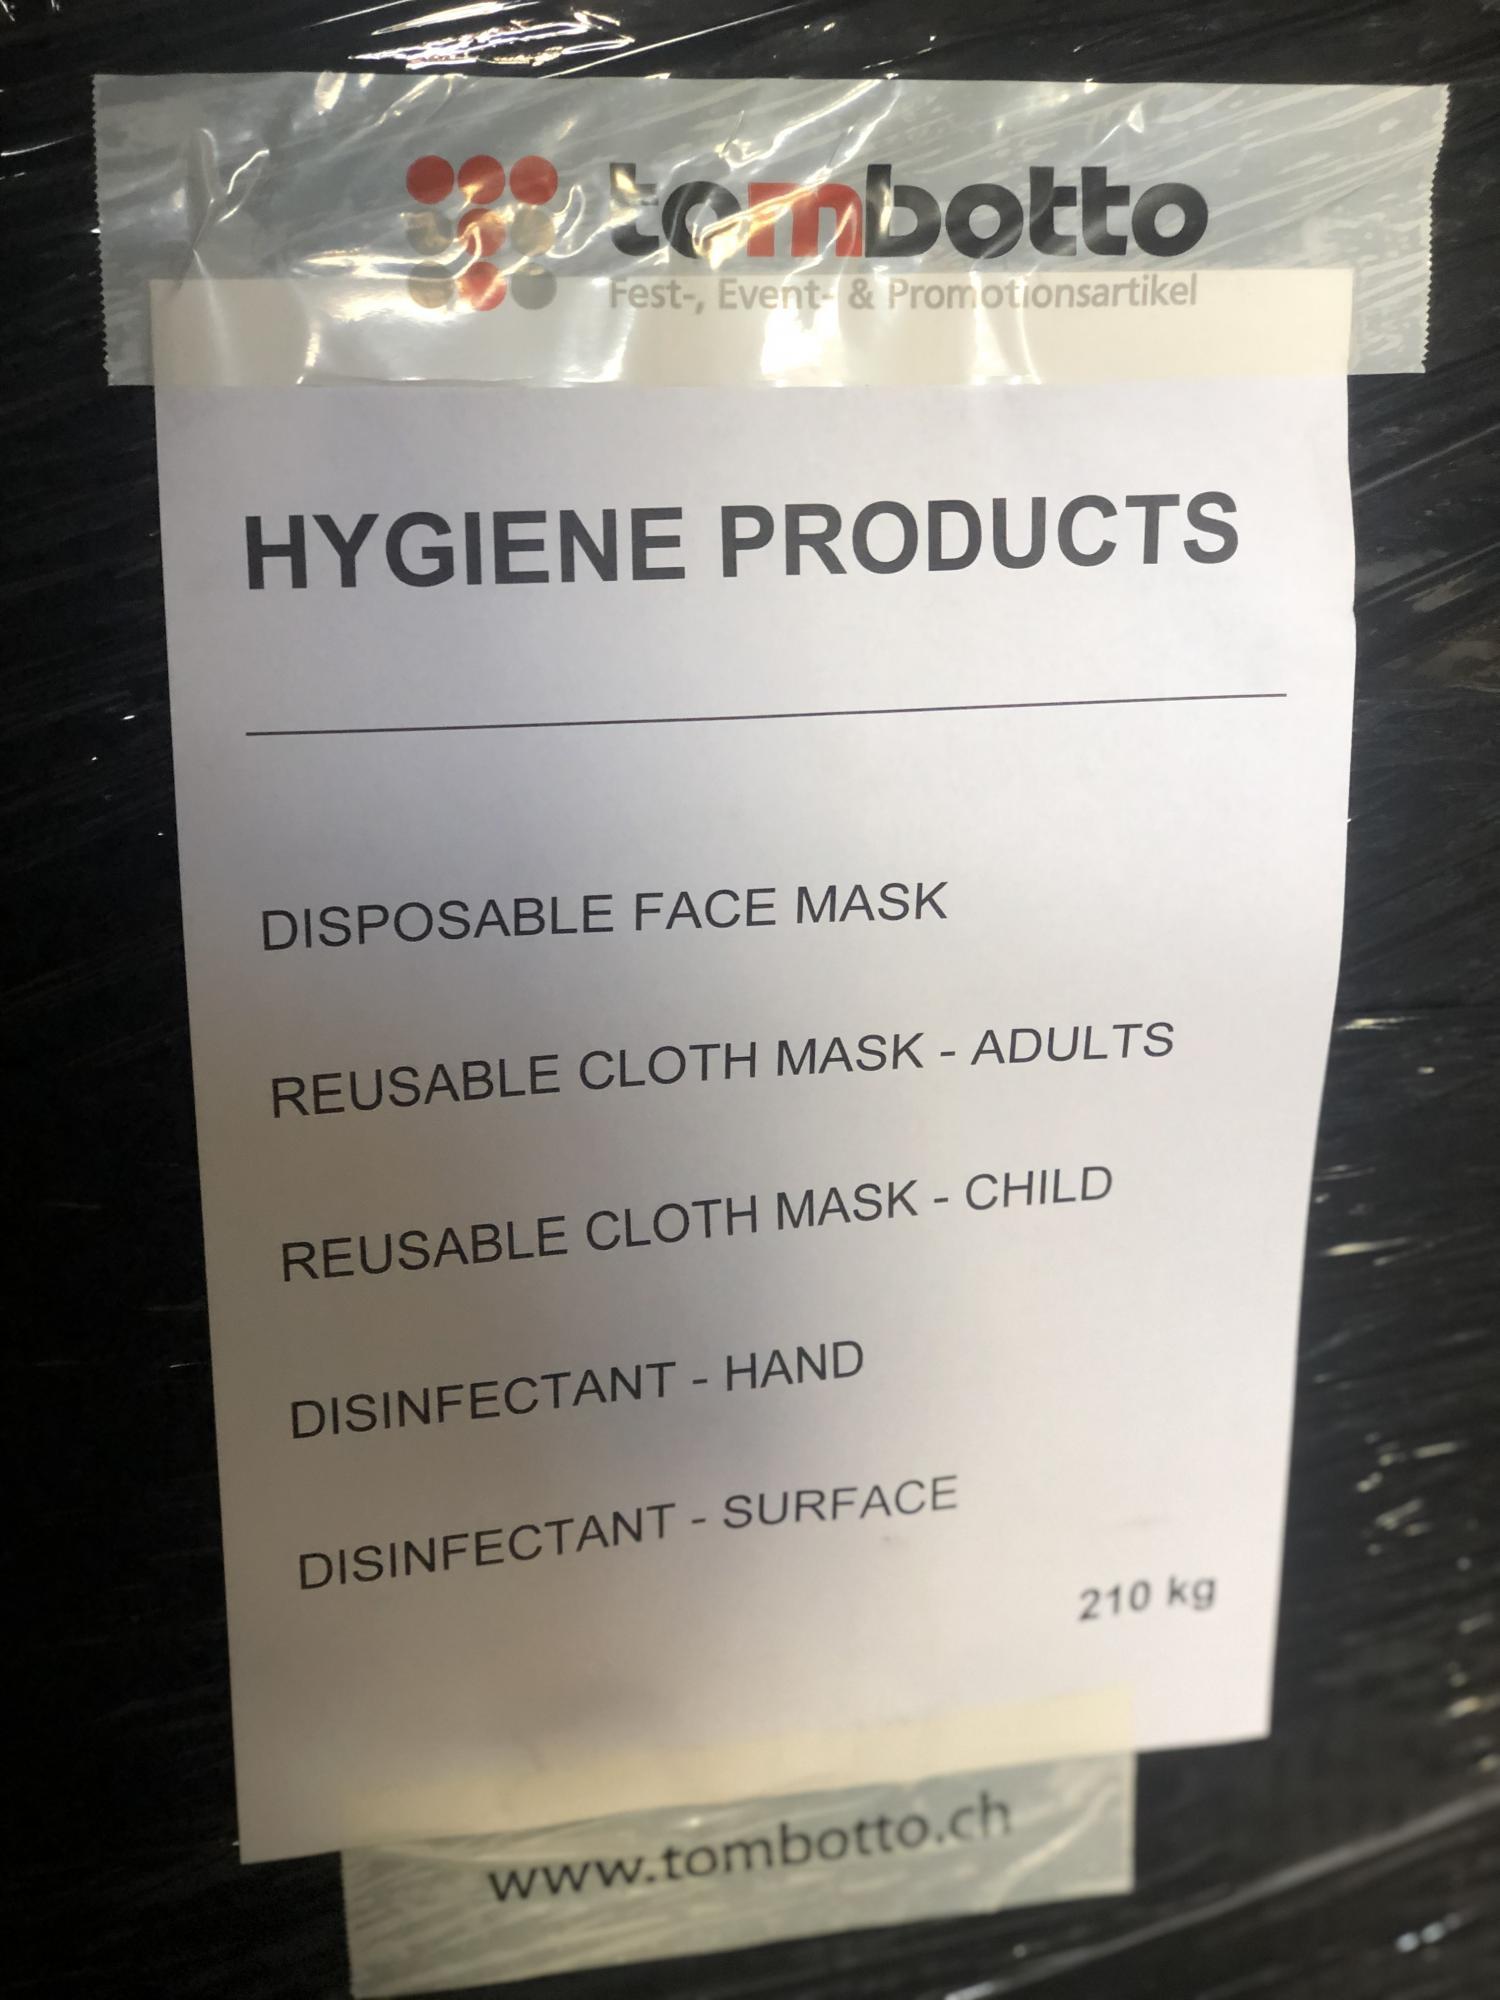 tombotto
Fest-, Event- & Promotionsartikel
HYGIENE PRODUCTS
DISPOSABLE FACE MASK
REUSABLE CLOTH MASK - ADULTS
REUSABLE CLOTH MASK - CHILD
DISINFECTANT - HAND
DISINFECTANT - SURFACE
210 kg
www.tombotto.ch